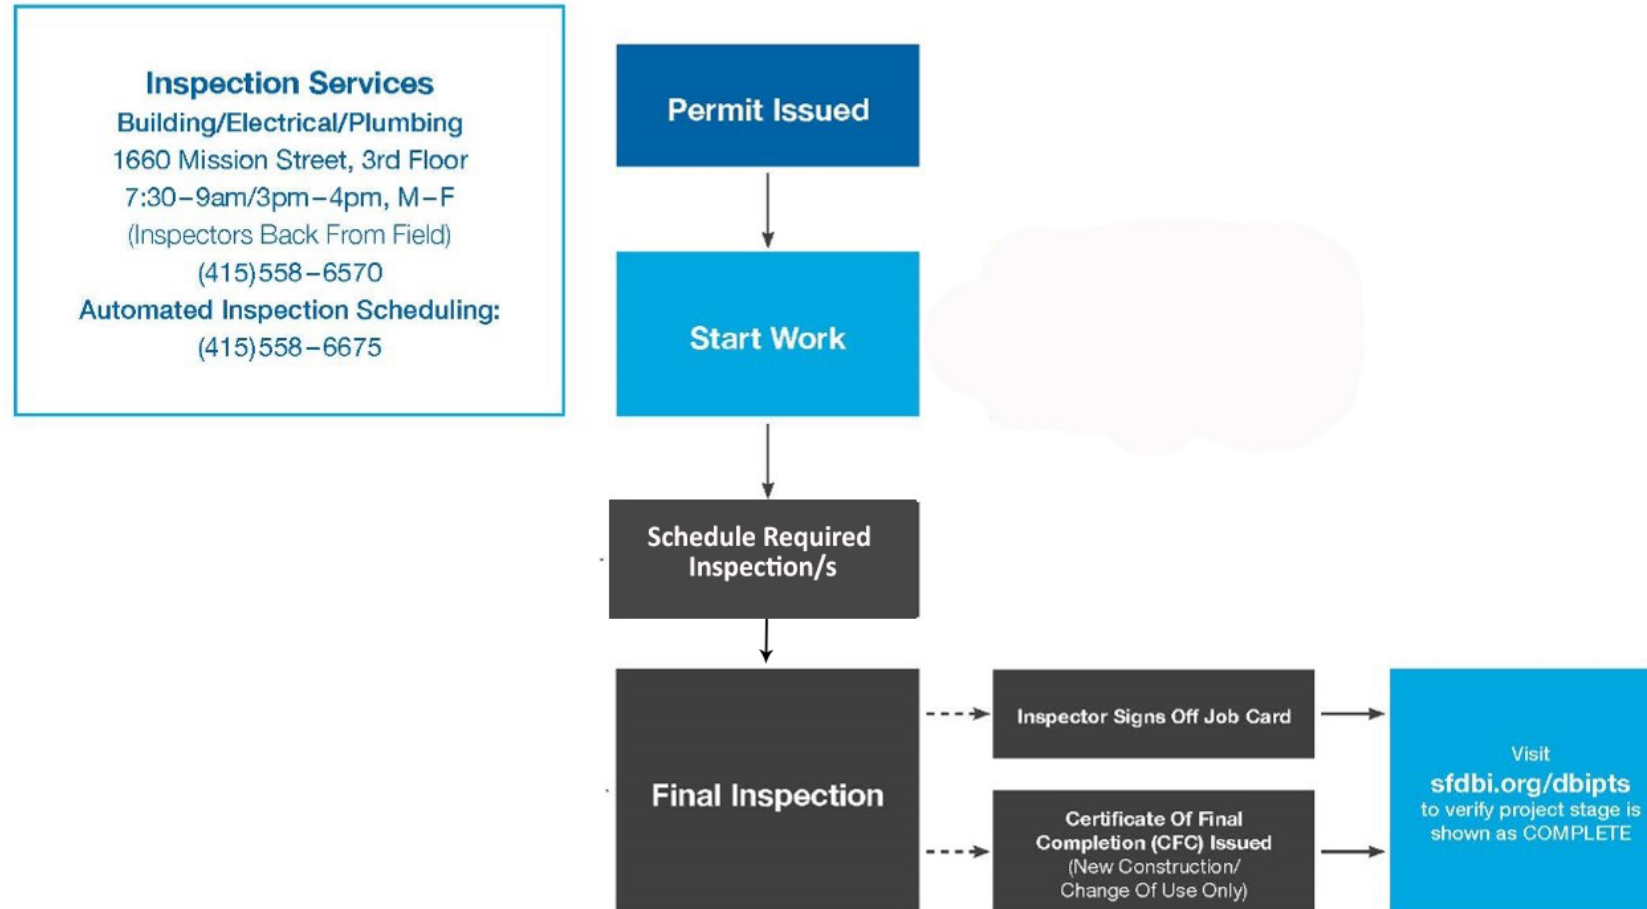 Inspection Services
Building/Electrical/Plumbing
1660 Mission Street, 3rd Floor
7:30–9am/3pm–4pm, M–F
(Inspectors Back From Field)
(415)558–6570
Automated Inspection Scheduling:
(415)558–6675
Permit Issued
Start Work
Schedule Required
Inspection/s
Final Inspection
Inspector Signs Off Job Card
Certificate Of Final
Completion (CFC) Issued
(New Construction/
Change Of Use Only)
Visit
sfdbi.org/dbipts
to verify project stage is
shown as COMPLETE